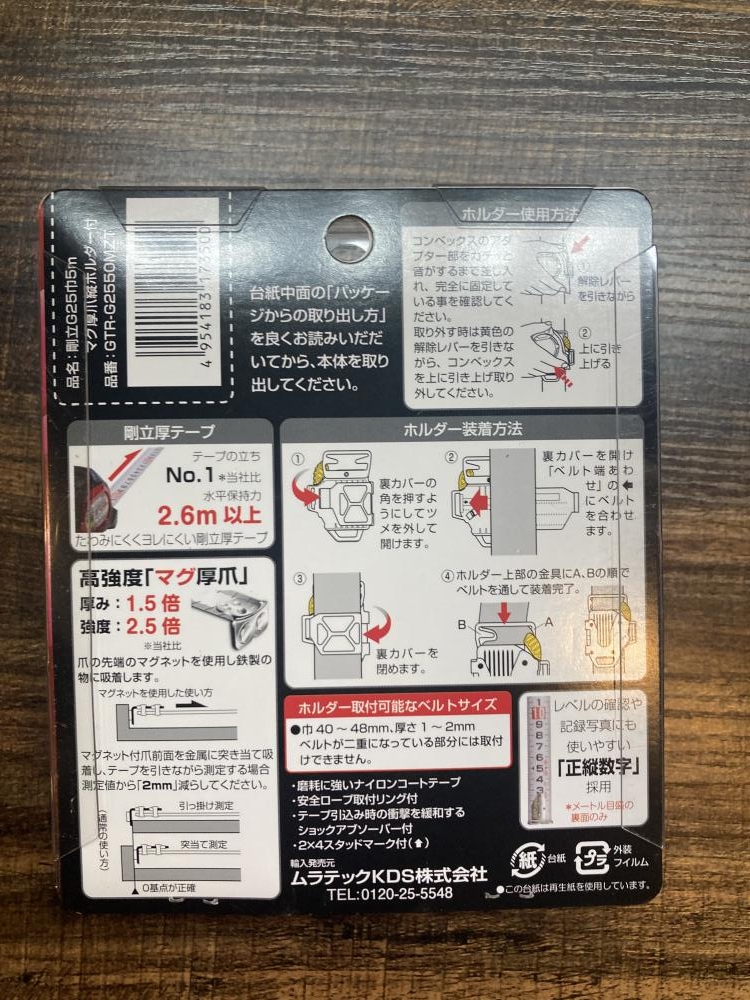 品名：剛立G25巾5m
マグ厚爪縦ホルダー付
品番：GTR-G2550MZT
台紙中面の「パッケー
ジからの取り出し方」
を良くお読みいただ
いてから、本体を取り
出してください。
ホルダー使用方法
コンベックスのアダ
プター部をカチッと
音がするまで差し入
れ、完全に固定して
いる事を確認してく
ださい。
取り外す時は黄色の
解除レバーを引きな
がら、コンベックス
を上に引き上げ取り
外してください。
①
解除レバー
を引きながら
②
上に引き
上げる
剛立厚テープ
テープの立ち
No.1*当社比
水平保持力
2.6m以上
たわみにくくヨレにくい剛立厚テープ
ホルダー装着方法
①
裏カバーの
角を押すよ
うにしてツ
メを外して
開けます。
②
裏カバーを開け
「ベルト端あわ
せ」の⬅
にベルト
を合わせ
ます。
③
裏カバーを
閉めます。
④ホルダー上部の金具にA、Bの順で
ベルトを通して装着完了。
B
A
高強度「マグ厚爪」
厚み：1.5倍
強度：2.5倍
※当社比
爪の先端のマグネットを使用し鉄製の
物に吸着します。
マグネットを使用した使い方
マグネット付爪前面を金属に突き当て吸
着し、テープを引きながら測定する場合
測定値から「2mm」減らしてください。
（通常の使い方）
引っ掛け測定
突当て測定
0基点が正確
ホルダー取付可能なベルトサイズ
●巾40～48mm、厚さ1～2mm
ベルトが二重になっている部分には取付
けできません。
・磨耗に強いナイロンコートテープ
・安全ロープ取付リング付
・テープ引込み時の衝撃を緩和する
ショックアブソーバー付
・2×4スタッドマーク付(⬆)
輸入発売元
ムラテックKDS株式会社
TEL:0120-25-5548
1
10
9
8
7
6
5
4
3
レベルの確認や
記録写真にも
使いやすい
「正縦数字」
採用
*メートル目盛の
裏面のみ
紙
台紙
プラ
外装
フイルム
●この台紙は再生紙を使用しています。